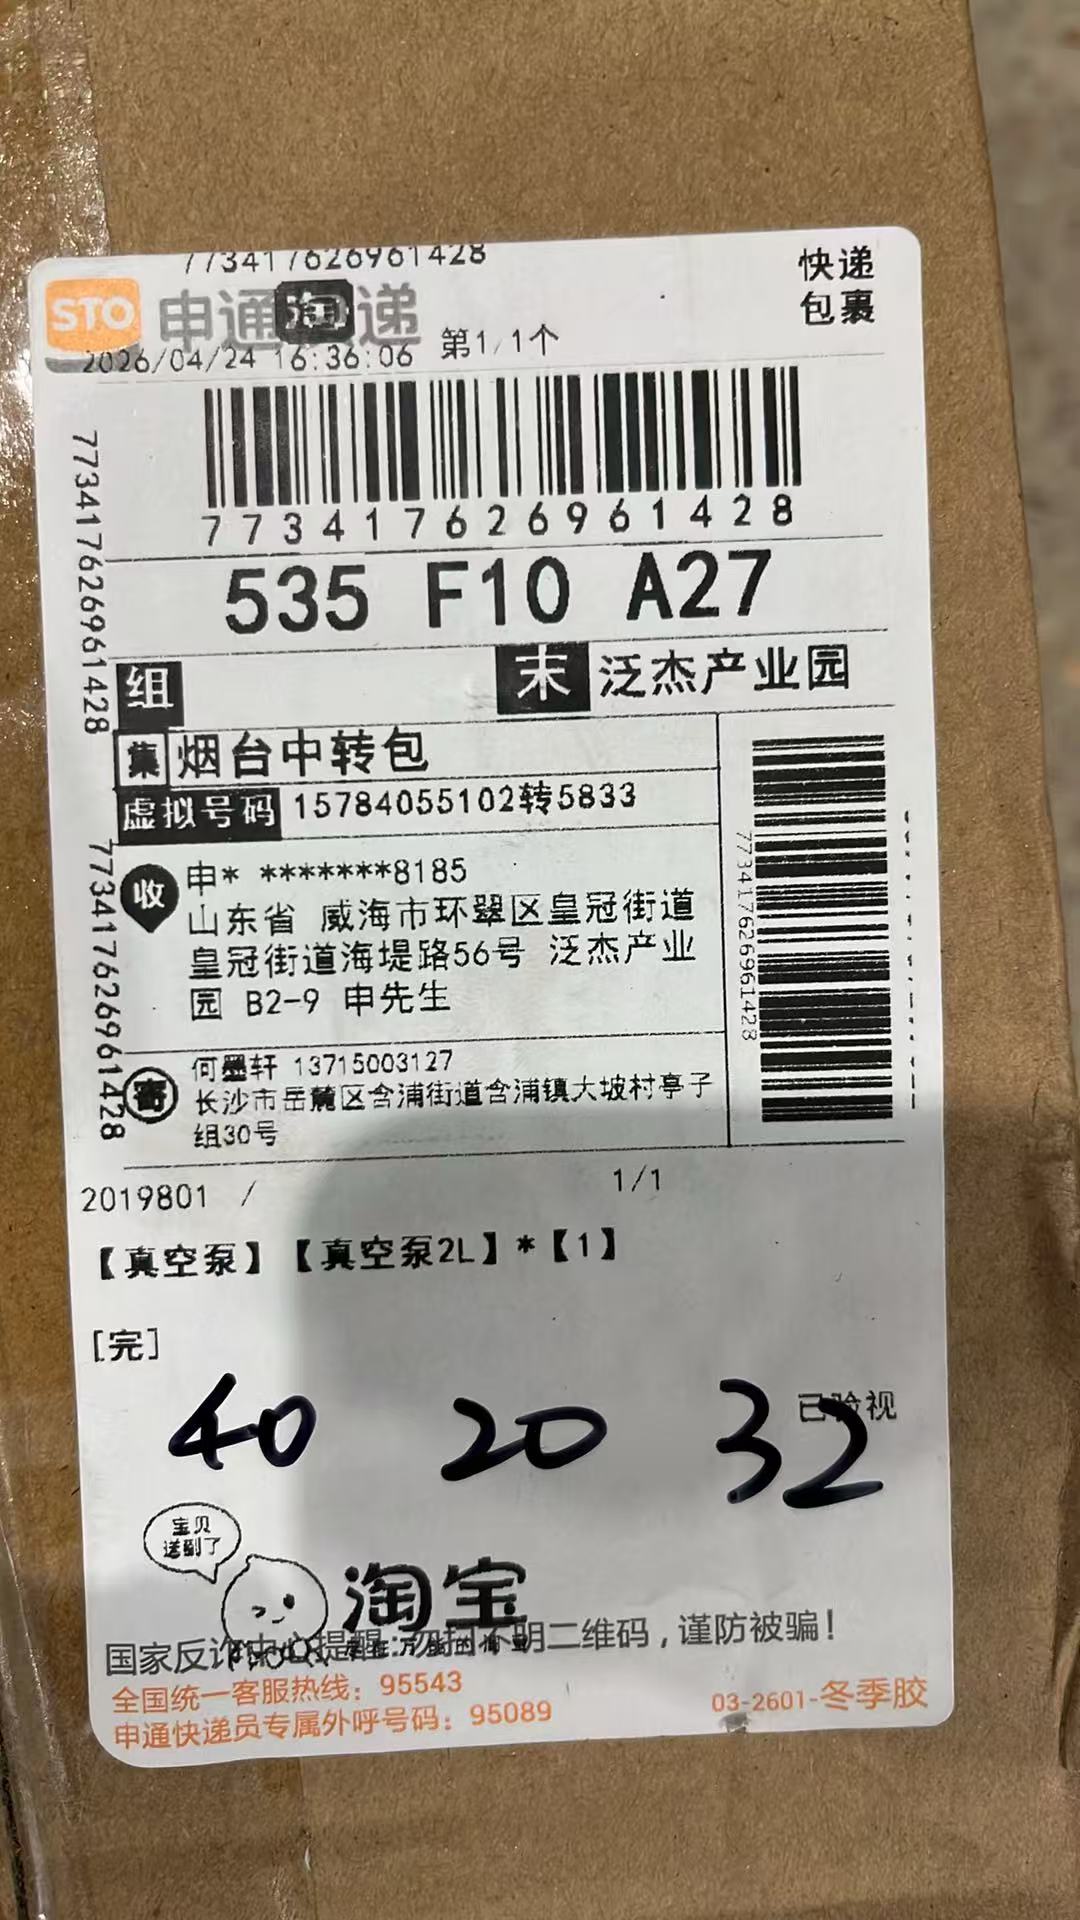 773417626961428
STO 申通快递
2026/04/24 16:36:06 第1/1个
快递
包裹
773417626961428
773417626961428
535 F10 A27
组 末 泛杰产业园
集 烟台中转包
虚拟号码 15784055102转5833
773417626961428
收 申* *******8185
山东省 威海市环翠区皇冠街道
皇冠街道海堤路56号 泛杰产业
园 B2-9 申先生
773417626961428
寄 何墨轩 13715003127
长沙市岳麓区含浦街道含浦镇大坡村亭子
组30号
2019801 / 1/1
【真空泵】【真空泵2L】*【1】
[完]
已验视
40 20 32
宝贝
送到了
淘宝
国家反诈中心提醒：勿扫不明二维码，谨防被骗！
全国统一客服热线：95543
申通快递员专属外呼号码：95089
03-2601-冬季胶